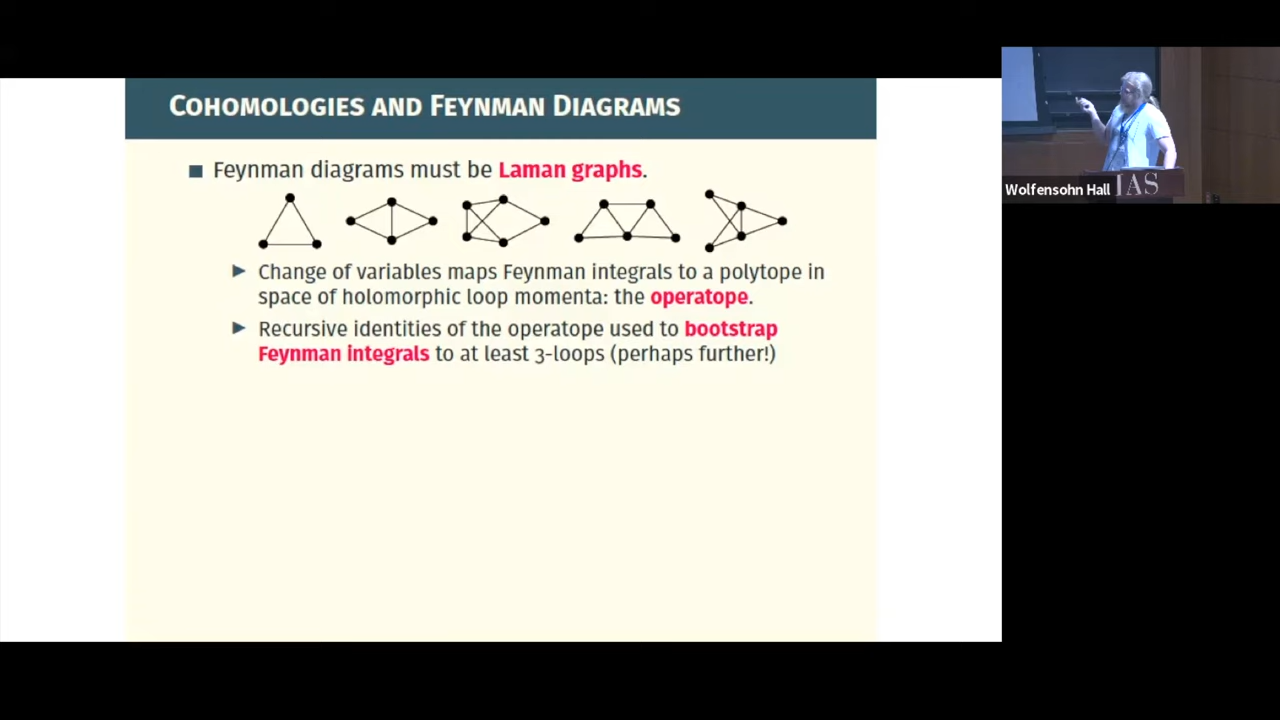 COHOMOLOGIES AND FEYNMAN DIAGRAMS
Feynman diagrams must be Laman graphs.
Change of variables maps Feynman integrals to a polytope in
space of holomorphic loop momenta: the operatope.
Recursive identities of the operatope used to bootstrap
Feynman integrals to at least 3-loops (perhaps further!)
Wolfensohn Hall
IAS